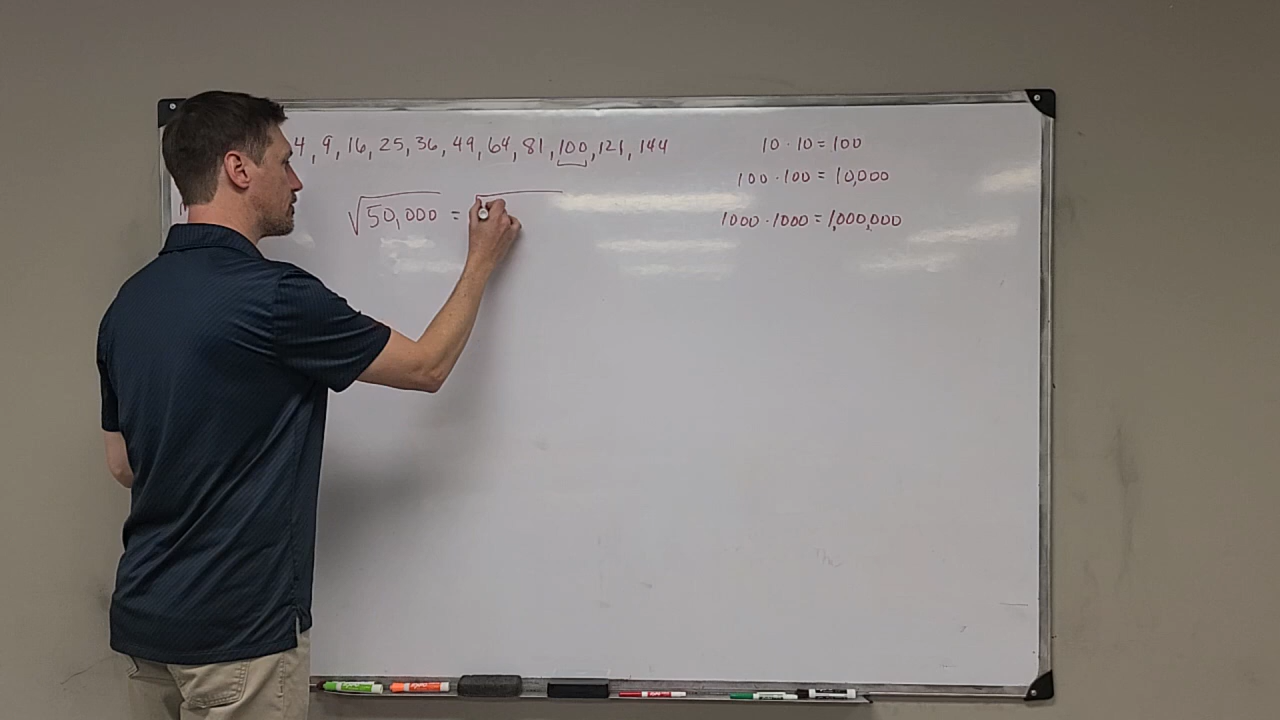 4, 9, 16, 25, 36, 49, 64, 81, 100, 121, 144
√50,000 = √
10 · 10 = 100
100 · 100 = 10,000
1000 · 1000 = 1,000,000